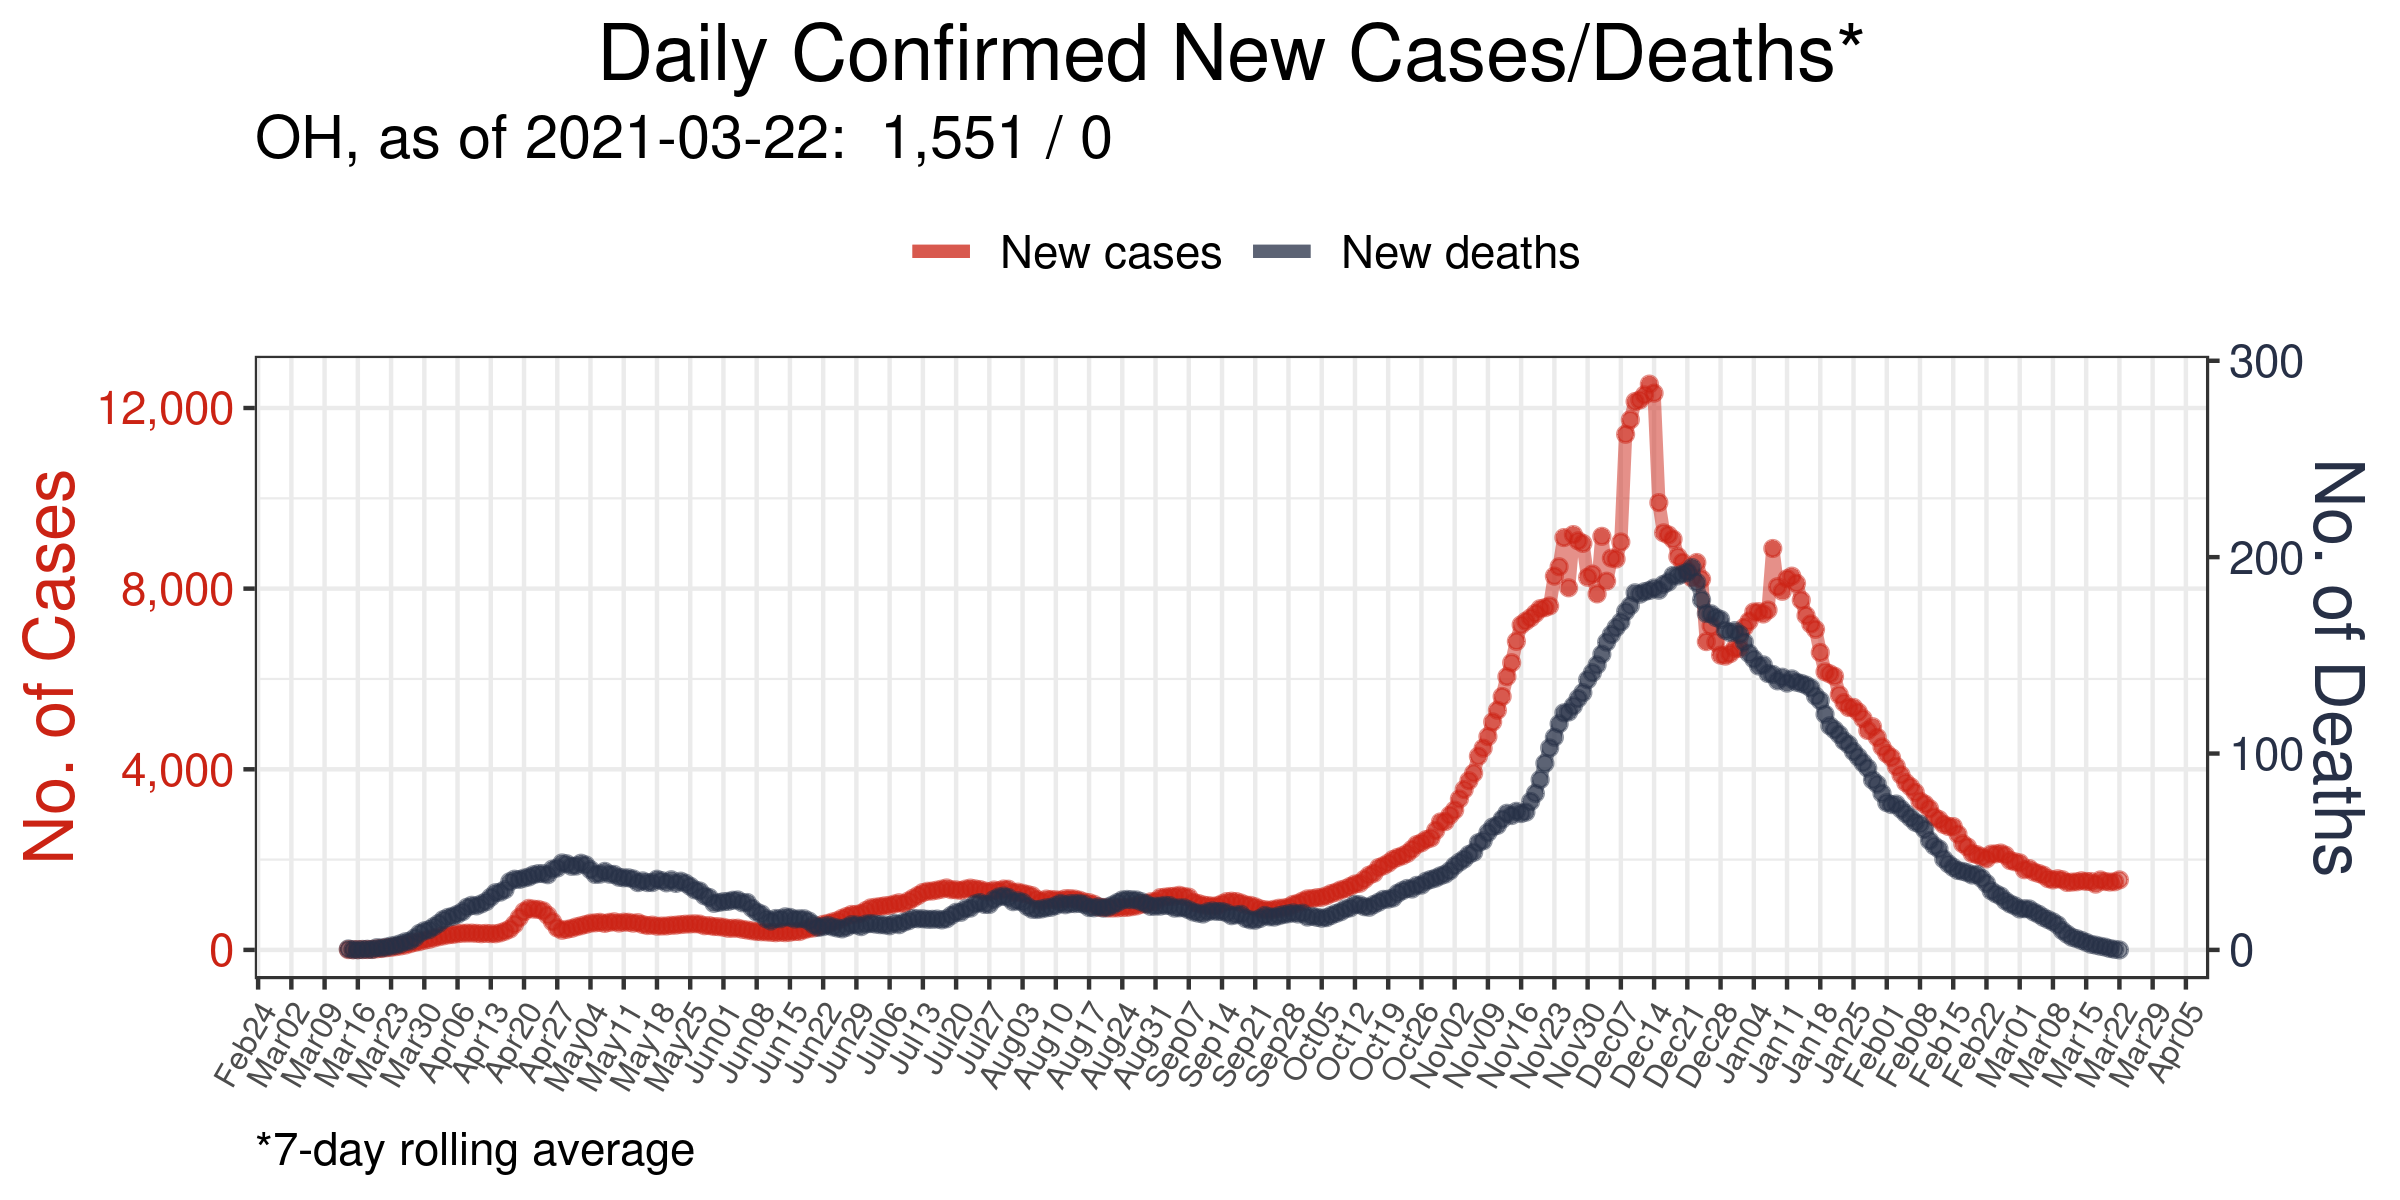 Daily Confirmed New Cases/Deaths*
OH, as of 2021-03-22:  1,551 / 0
New cases
New deaths
No. of Cases
12,000
8,000
4,000
0
300
200
100
0
No. of Deaths
Feb24
Mar02
Mar09
Mar16
Mar23
Mar30
Apr06
Apr13
Apr20
Apr27
May04
May11
May18
May25
Jun01
Jun08
Jun15
Jun22
Jun29
Jul06
Jul13
Jul20
Jul27
Aug03
Aug10
Aug17
Aug24
Aug31
Sep07
Sep14
Sep21
Sep28
Oct05
Oct12
Oct19
Oct26
Nov02
Nov09
Nov16
Nov23
Nov30
Dec07
Dec14
Dec21
Dec28
Jan04
Jan11
Jan18
Jan25
Feb01
Feb08
Feb15
Feb22
Mar01
Mar08
Mar15
Mar22
Mar29
Apr05
*7-day rolling average